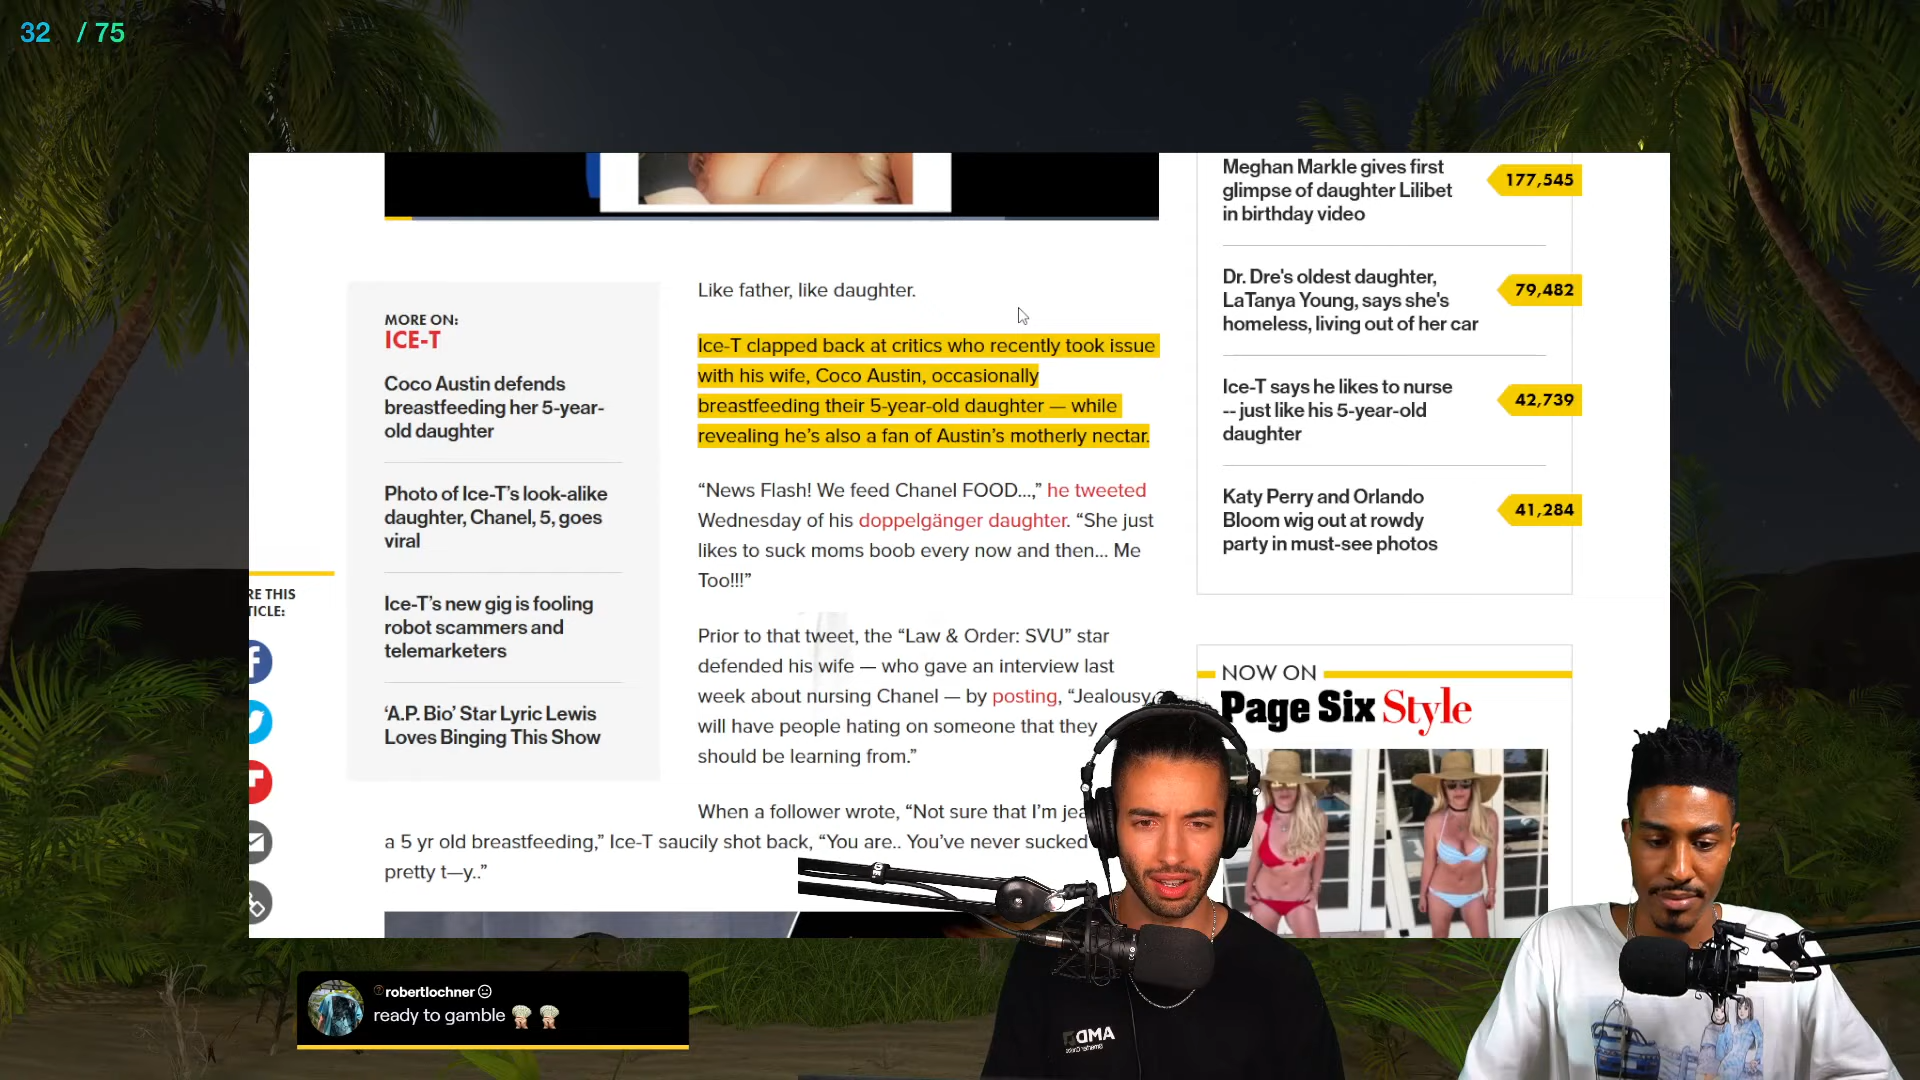 32 / 75
MORE ON:
ICE-T
Coco Austin defends
breastfeeding her 5-year-
old daughter
Photo of Ice-T’s look-alike
daughter, Chanel, 5, goes
viral
Ice-T’s new gig is fooling
robot scammers and
telemarketers
‘A.P. Bio’ Star Lyric Lewis
Loves Binging This Show
RE THIS
TICLE:
Like father, like daughter.
Ice-T clapped back at critics who recently took issue
with his wife, Coco Austin, occasionally
breastfeeding their 5-year-old daughter — while
revealing he’s also a fan of Austin’s motherly nectar.
“News Flash! We feed Chanel FOOD...,” he tweeted
Wednesday of his doppelgänger daughter. “She just
likes to suck moms boob every now and then... Me
Too!!!”
Prior to that tweet, the “Law & Order: SVU” star
defended his wife — who gave an interview last
week about nursing Chanel — by posting, “Jealousy
will have people hating on someone that they
should be learning from.”
When a follower wrote, “Not sure that I’m jea
a 5 yr old breastfeeding,” Ice-T saucily shot back, “You are.. You’ve never sucked
pretty t—y..”
Meghan Markle gives first
glimpse of daughter Lilibet
in birthday video
177,545
Dr. Dre's oldest daughter,
LaTanya Young, says she's
homeless, living out of her car
79,482
Ice-T says he likes to nurse
-- just like his 5-year-old
daughter
42,739
Katy Perry and Orlando
Bloom wig out at rowdy
party in must-see photos
41,284
NOW ON
Page Six Style
robertlochner
ready to gamble
AMD